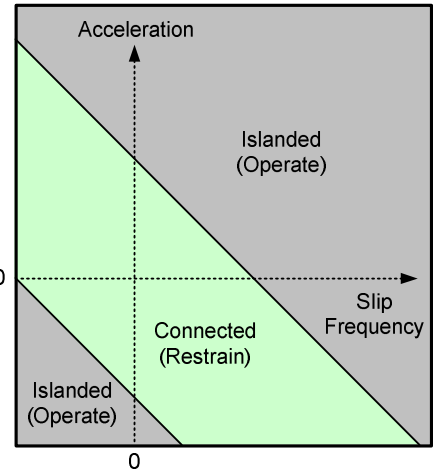 Acceleration
Islanded
(Operate)
0
Slip
Frequency
Connected
(Restrain)
Islanded
(Operate)
0